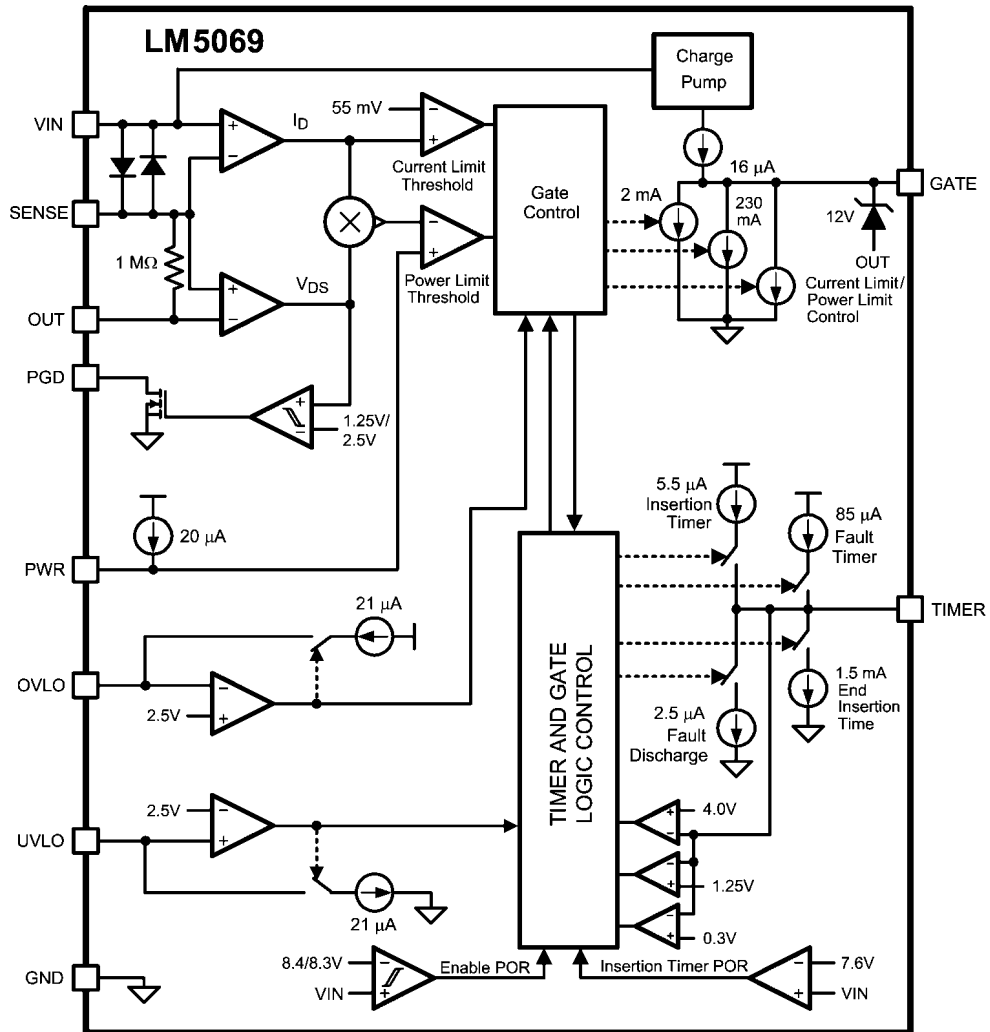 LM5069
Charge
Pump
VIN
55 mV
−
+
+
−
I_D
Current Limit
Threshold
16 µA
GATE
Gate
Control
2 mA
230
mA
12V
SENSE
−
+
1 MΩ
V_DS
Power Limit
Threshold
OUT
Current Limit/
Power Limit
Control
+
−
OUT
PGD
+
−
1.25V/
2.5V
5.5 µA
Insertion
Timer
85 µA
Fault
Timer
20 µA
PWR
TIMER
21 µA
OVLO
−
+
2.5V
TIMER AND GATE
LOGIC CONTROL
1.5 mA
End
Insertion
Time
2.5 µA
Fault
Discharge
2.5V
−
+
UVLO
+
−
4.0V
−
+
1.25V
−
+
0.3V
21 µA
GND
8.4/8.3V
−
+
VIN
Enable POR
Insertion Timer POR
−
+
7.6V
VIN